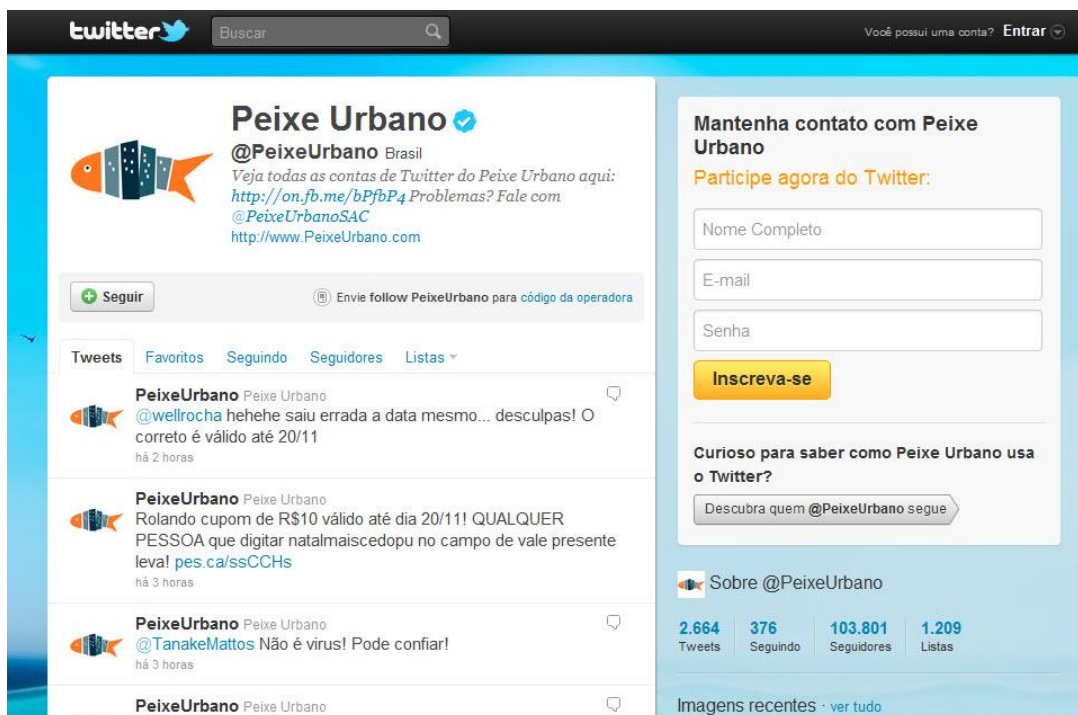 twitter
Buscar
Você possui uma conta? Entrar
Peixe Urbano
@PeixeUrbano Brasil
Veja todas as contas de Twitter do Peixe Urbano aqui:
http://on.fb.me/bPfbP4 Problemas? Fale com
@PeixeUrbanoSAC
http://www.PeixeUrbano.com
Seguir
Envie follow PeixeUrbano para código da operadora
Tweets Favoritos Seguindo Seguidores Listas
PeixeUrbano Peixe Urbano
@wellrocha hehehe saiu errada a data mesmo... desculpas! O
correto é válido até 20/11
há 2 horas
PeixeUrbano Peixe Urbano
Rolando cupom de R$10 válido até dia 20/11! QUALQUER
PESSOA que digitar natalmaiscedopu no campo de vale presente
leva! pes.ca/ssCCHs
há 3 horas
PeixeUrbano Peixe Urbano
@TanakeMattos Não é virus! Pode confiar!
há 3 horas
PeixeUrbano Peixe Urbano
Mantenha contato com Peixe
Urbano
Participe agora do Twitter:
Nome Completo
E-mail
Senha
Inscreva-se
Curioso para saber como Peixe Urbano usa
o Twitter?
Descubra quem @PeixeUrbano segue
Sobre @PeixeUrbano
2.664 376 103.801 1.209
Tweets Seguindo Seguidores Listas
Imagens recentes · ver tudo